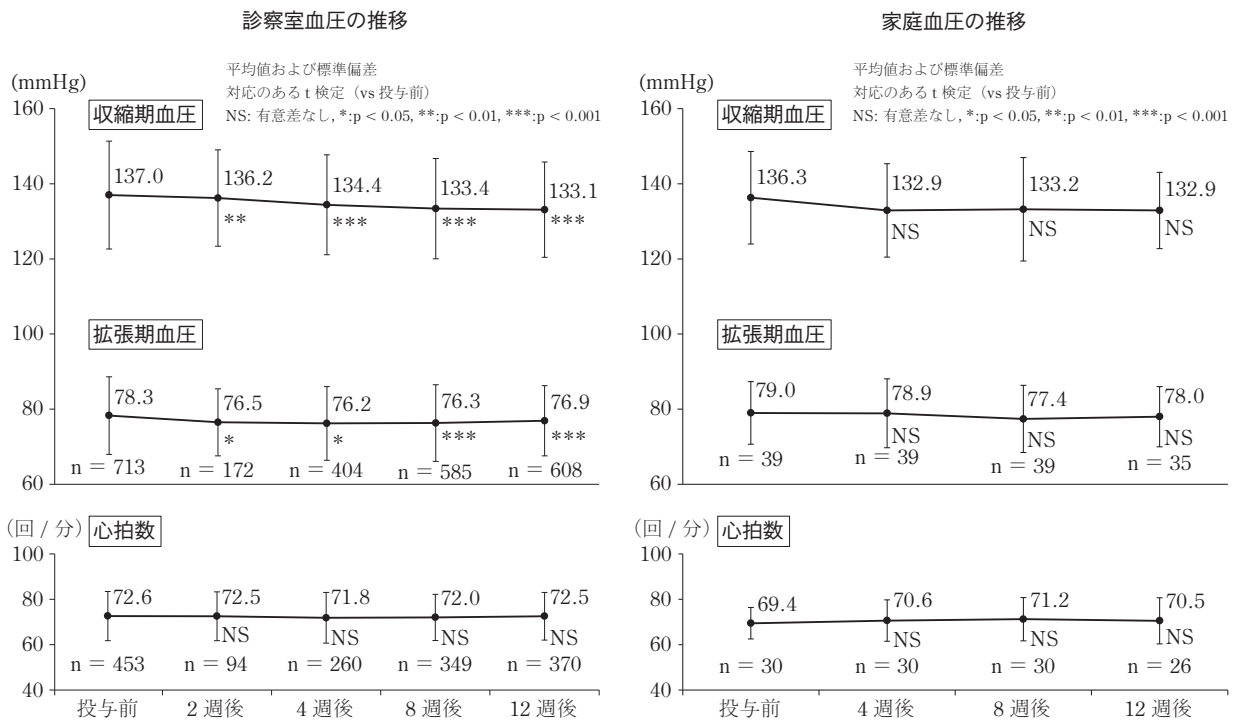 診察室血圧の推移
(mmHg)
平均値および標準偏差
対応のある t 検定（vs 投与前）
NS: 有意差なし, *:p < 0.05, **:p < 0.01, ***:p < 0.001
160
収縮期血圧
140
137.0
136.2
134.4
133.4
133.1
**
***
***
***
120
100
拡張期血圧
80
78.3
76.5
76.2
76.3
76.9
*
*
***
***
n = 713
n = 172
n = 404
n = 585
n = 608
60
（回 / 分）
心拍数
100
80
72.6
72.5
71.8
72.0
72.5
60
NS
NS
NS
NS
n = 453
n = 94
n = 260
n = 349
n = 370
40
投与前
2 週後
4 週後
8 週後
12 週後
家庭血圧の推移
(mmHg)
平均値および標準偏差
対応のある t 検定（vs 投与前）
NS: 有意差なし, *:p < 0.05, **:p < 0.01, ***:p < 0.001
160
収縮期血圧
140
136.3
132.9
133.2
132.9
NS
NS
NS
120
100
拡張期血圧
80
79.0
78.9
77.4
78.0
NS
NS
NS
n = 39
n = 39
n = 39
n = 35
60
（回 / 分）
心拍数
100
80
69.4
70.6
71.2
70.5
60
NS
NS
NS
n = 30
n = 30
n = 30
n = 26
40
投与前
4 週後
8 週後
12 週後